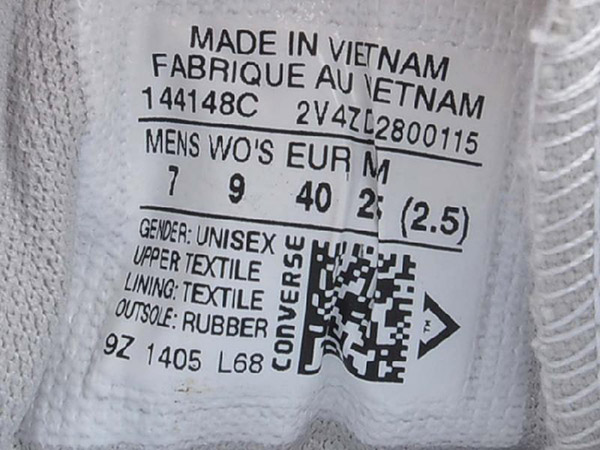 MADE IN VIETNAM
FABRIQUE AU VIETNAM
144148C 2V4ZD2800115
MENS WO'S EUR
7 9 40 (2.5)
GENDER: UNISEX
UPPER TEXTILE
LINING: TEXTILE
OUTSOLE: RUBBER
9Z 1405 L68
CONVERSE
TM